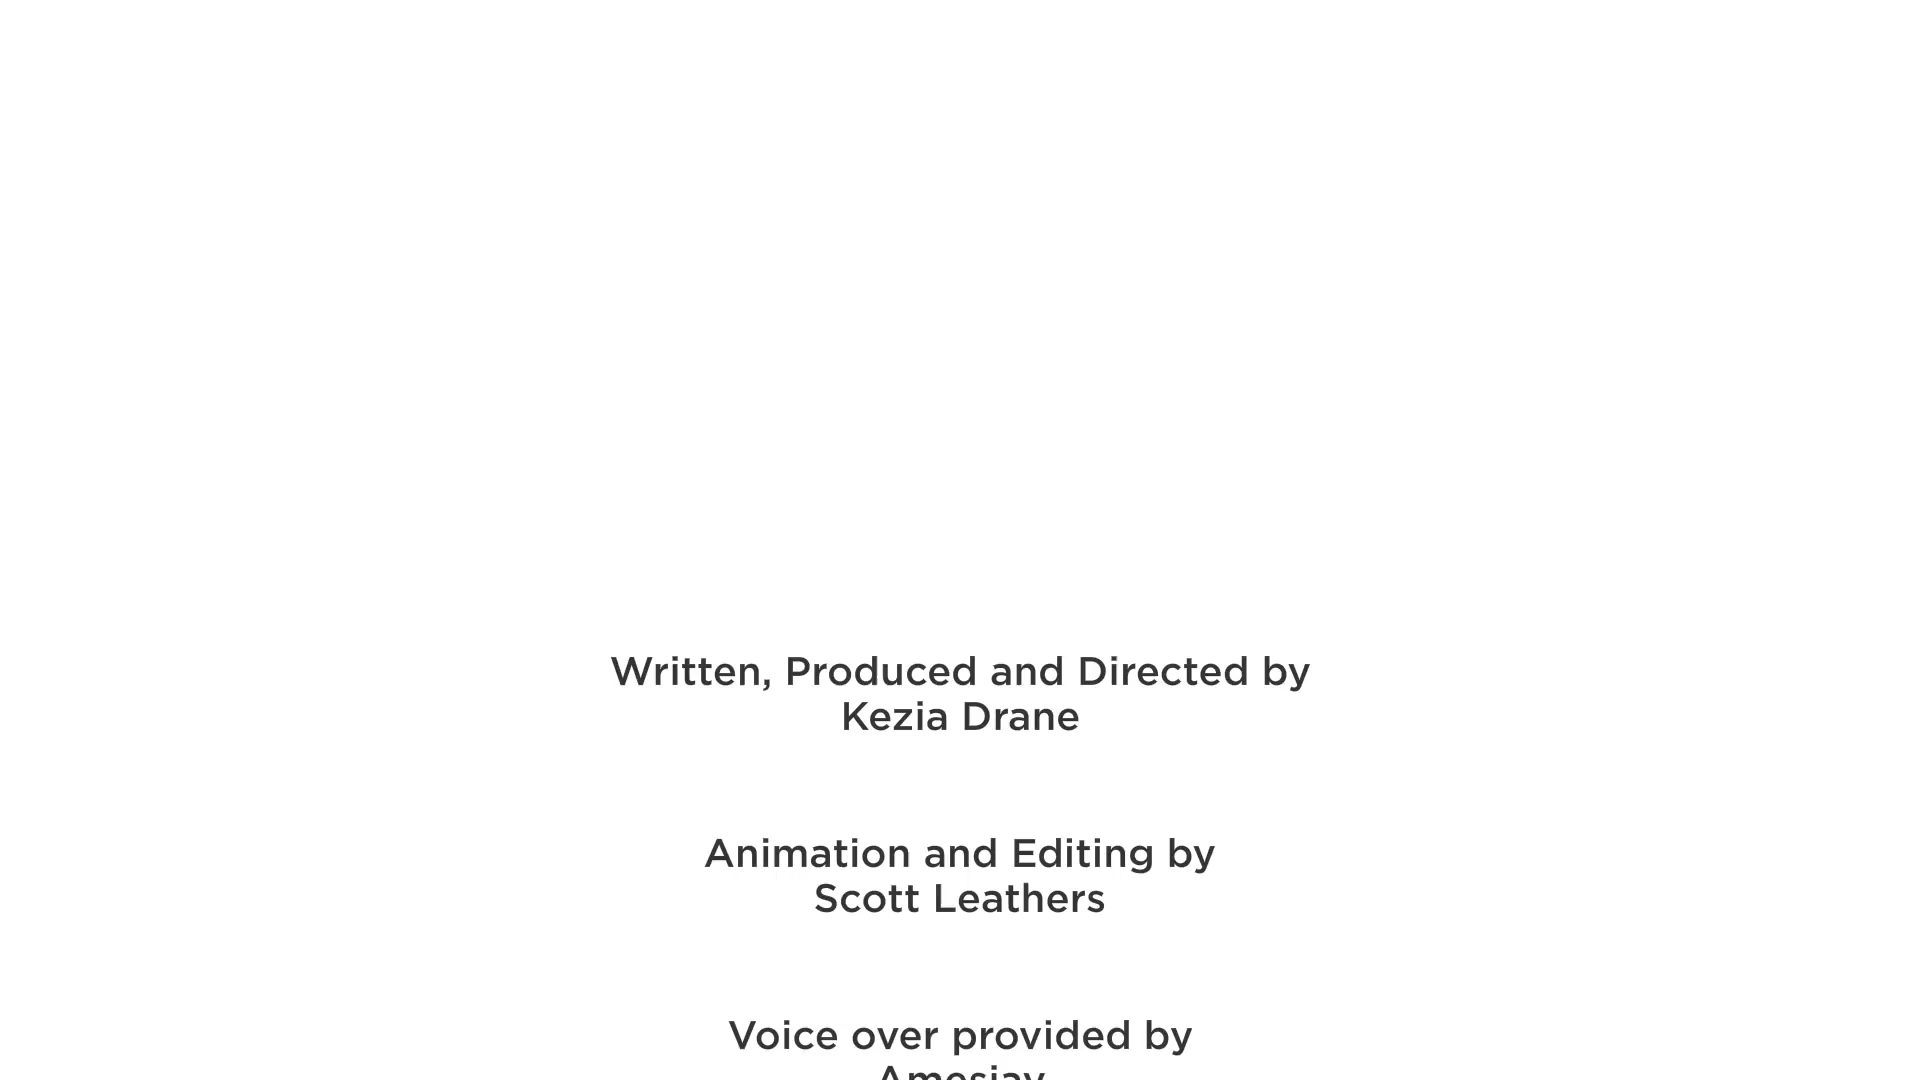 Written, Produced and Directed by
Kezia Drane
Animation and Editing by
Scott Leathers
Voice over provided by